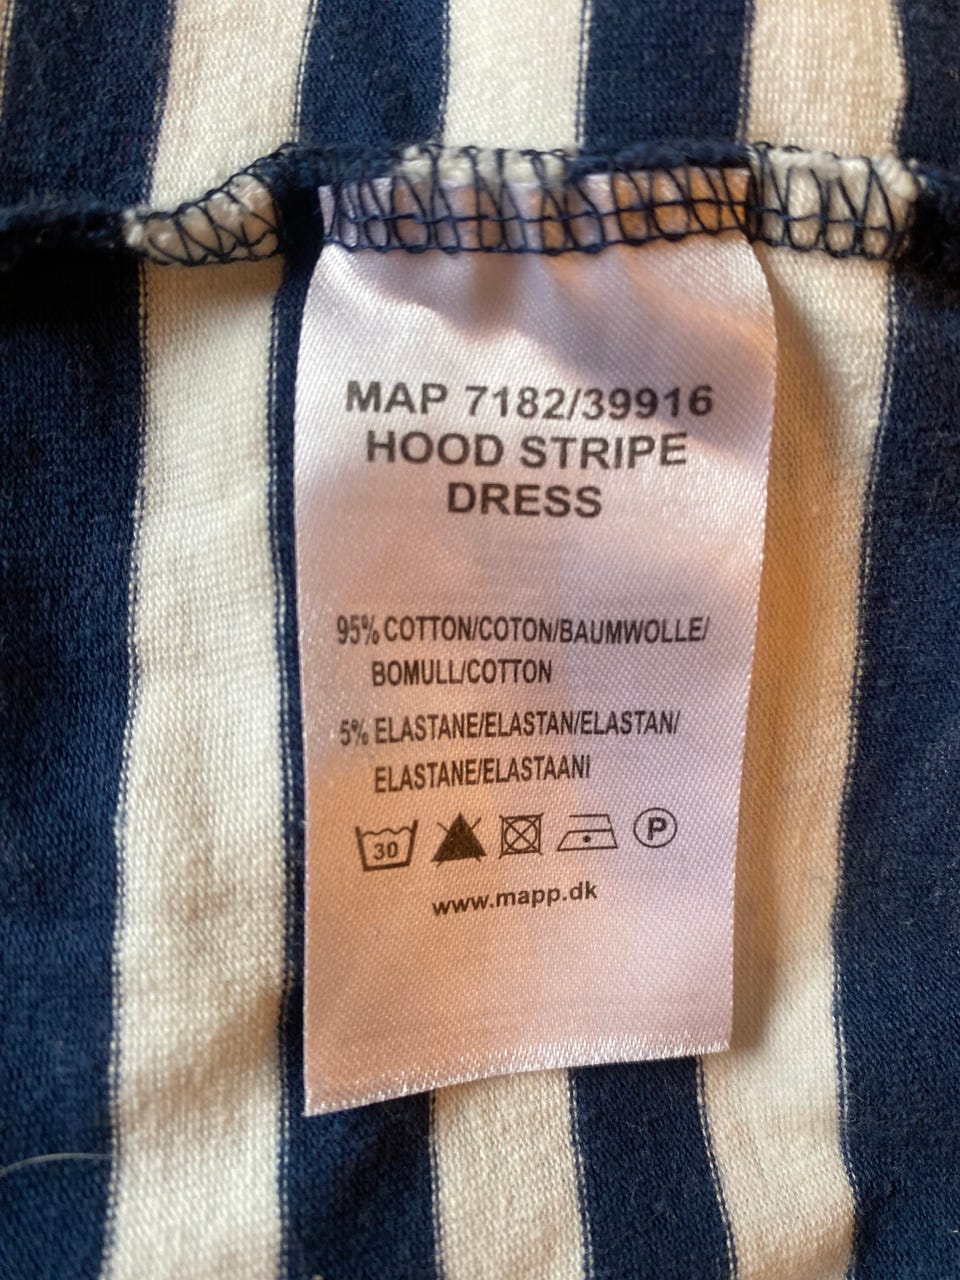 MAP 7182/39916
HOOD STRIPE
DRESS
95% COTTON/COTON/BAUMWOLLE/
BOMULL/COTTON
5% ELASTANE/ELASTAN/ELASTAN/
ELASTANE/ELASTAANI
30 P
www.mapp.dk